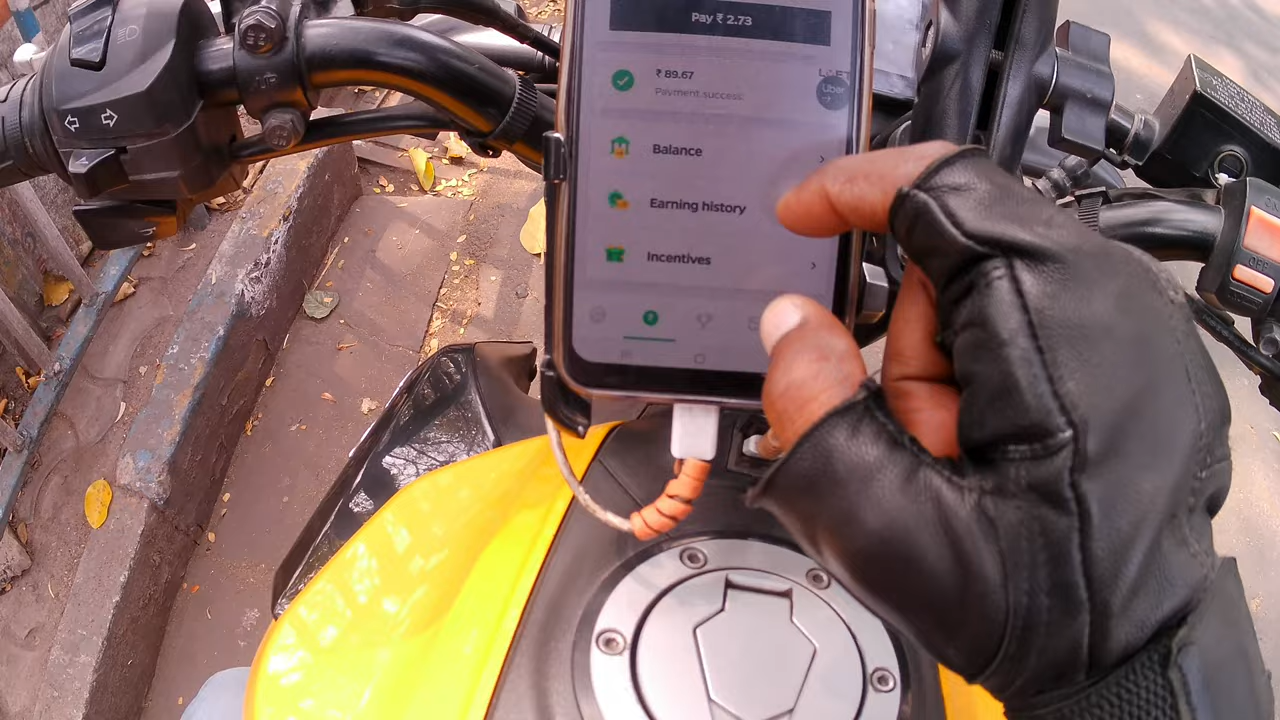 Pay ₹ 2.73
₹ 89.67
Payment success
Uber
Balance
Earning history
Incentives
OFF